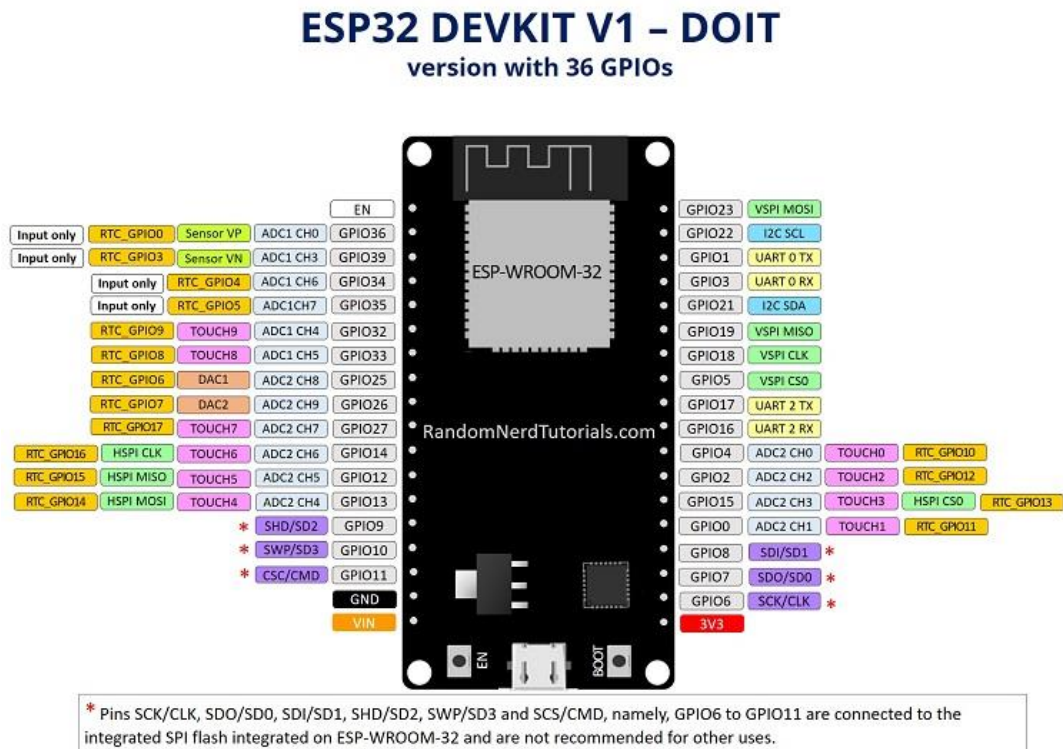 ESP32 DEVKIT V1 – DOIT
version with 36 GPIOs
EN
Input only RTC_GPIO0 Sensor VP ADC1 CH0 GPIO36
Input only RTC_GPIO3 Sensor VN ADC1 CH3 GPIO39
Input only RTC_GPIO4 ADC1 CH6 GPIO34
Input only RTC_GPIO5 ADC1CH7 GPIO35
RTC_GPIO9 TOUCH9 ADC1 CH4 GPIO32
RTC_GPIO8 TOUCH8 ADC1 CH5 GPIO33
RTC_GPIO6 DAC1 ADC2 CH8 GPIO25
RTC_GPIO7 DAC2 ADC2 CH9 GPIO26
RTC_GPIO17 TOUCH7 ADC2 CH7 GPIO27
RTC_GPIO16 HSPI CLK TOUCH6 ADC2 CH6 GPIO14
RTC_GPIO15 HSPI MISO TOUCH5 ADC2 CH5 GPIO12
RTC_GPIO14 HSPI MOSI TOUCH4 ADC2 CH4 GPIO13
* SHD/SD2 GPIO9
* SWP/SD3 GPIO10
* CSC/CMD GPIO11
GND
VIN
ESP-WROOM-32
RandomNerdTutorials.com
EN
BOOT
GPIO23 VSPI MOSI
GPIO22 I2C SCL
GPIO1 UART 0 TX
GPIO3 UART 0 RX
GPIO21 I2C SDA
GPIO19 VSPI MISO
GPIO18 VSPI CLK
GPIO5 VSPI CS0
GPIO17 UART 2 TX
GPIO16 UART 2 RX
GPIO4 ADC2 CH0 TOUCH0 RTC_GPIO10
GPIO2 ADC2 CH2 TOUCH2 RTC_GPIO12
GPIO15 ADC2 CH3 TOUCH3 HSPI CS0 RTC_GPIO13
GPIO0 ADC2 CH1 TOUCH1 RTC_GPIO11
GPIO8 SDI/SD1 *
GPIO7 SDO/SD0 *
GPIO6 SCK/CLK *
3V3
* Pins SCK/CLK, SDO/SD0, SDI/SD1, SHD/SD2, SWP/SD3 and SCS/CMD, namely, GPIO6 to GPIO11 are connected to the
integrated SPI flash integrated on ESP-WROOM-32 and are not recommended for other uses.